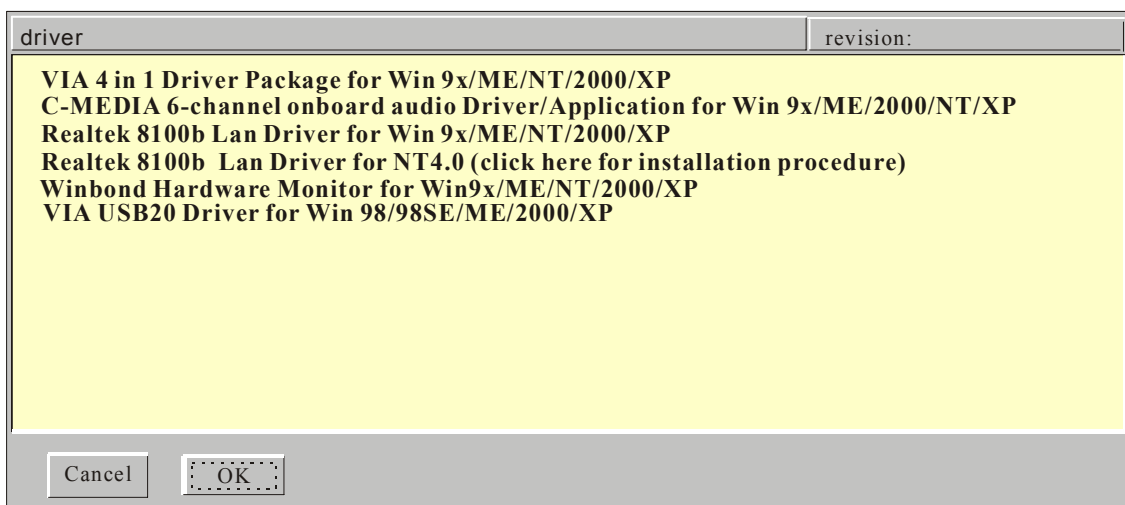 driver revision:
VIA 4 in 1 Driver Package for Win 9x/ME/NT/2000/XP
C-MEDIA 6-channel onboard audio Driver/Application for Win 9x/ME/2000/NT/XP
Realtek 8100b Lan Driver for Win 9x/ME/NT/2000/XP
Realtek 8100b Lan Driver for NT4.0 (click here for installation procedure)
Winbond Hardware Monitor for Win9x/ME/NT/2000/XP
VIA USB20 Driver for Win 98/98SE/ME/2000/XP
Cancel OK